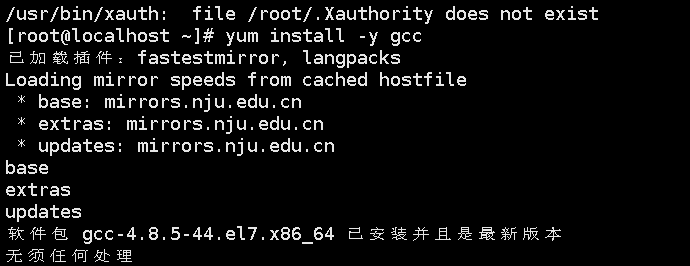 /usr/bin/xauth:  file /root/.Xauthority does not exist
[root@localhost ~]# yum install -y gcc
已加载插件：fastestmirror, langpacks
Loading mirror speeds from cached hostfile
 * base: mirrors.nju.edu.cn
 * extras: mirrors.nju.edu.cn
 * updates: mirrors.nju.edu.cn
base
extras
updates
软件包 gcc-4.8.5-44.el7.x86_64 已安装并且是最新版本
无须任何处理